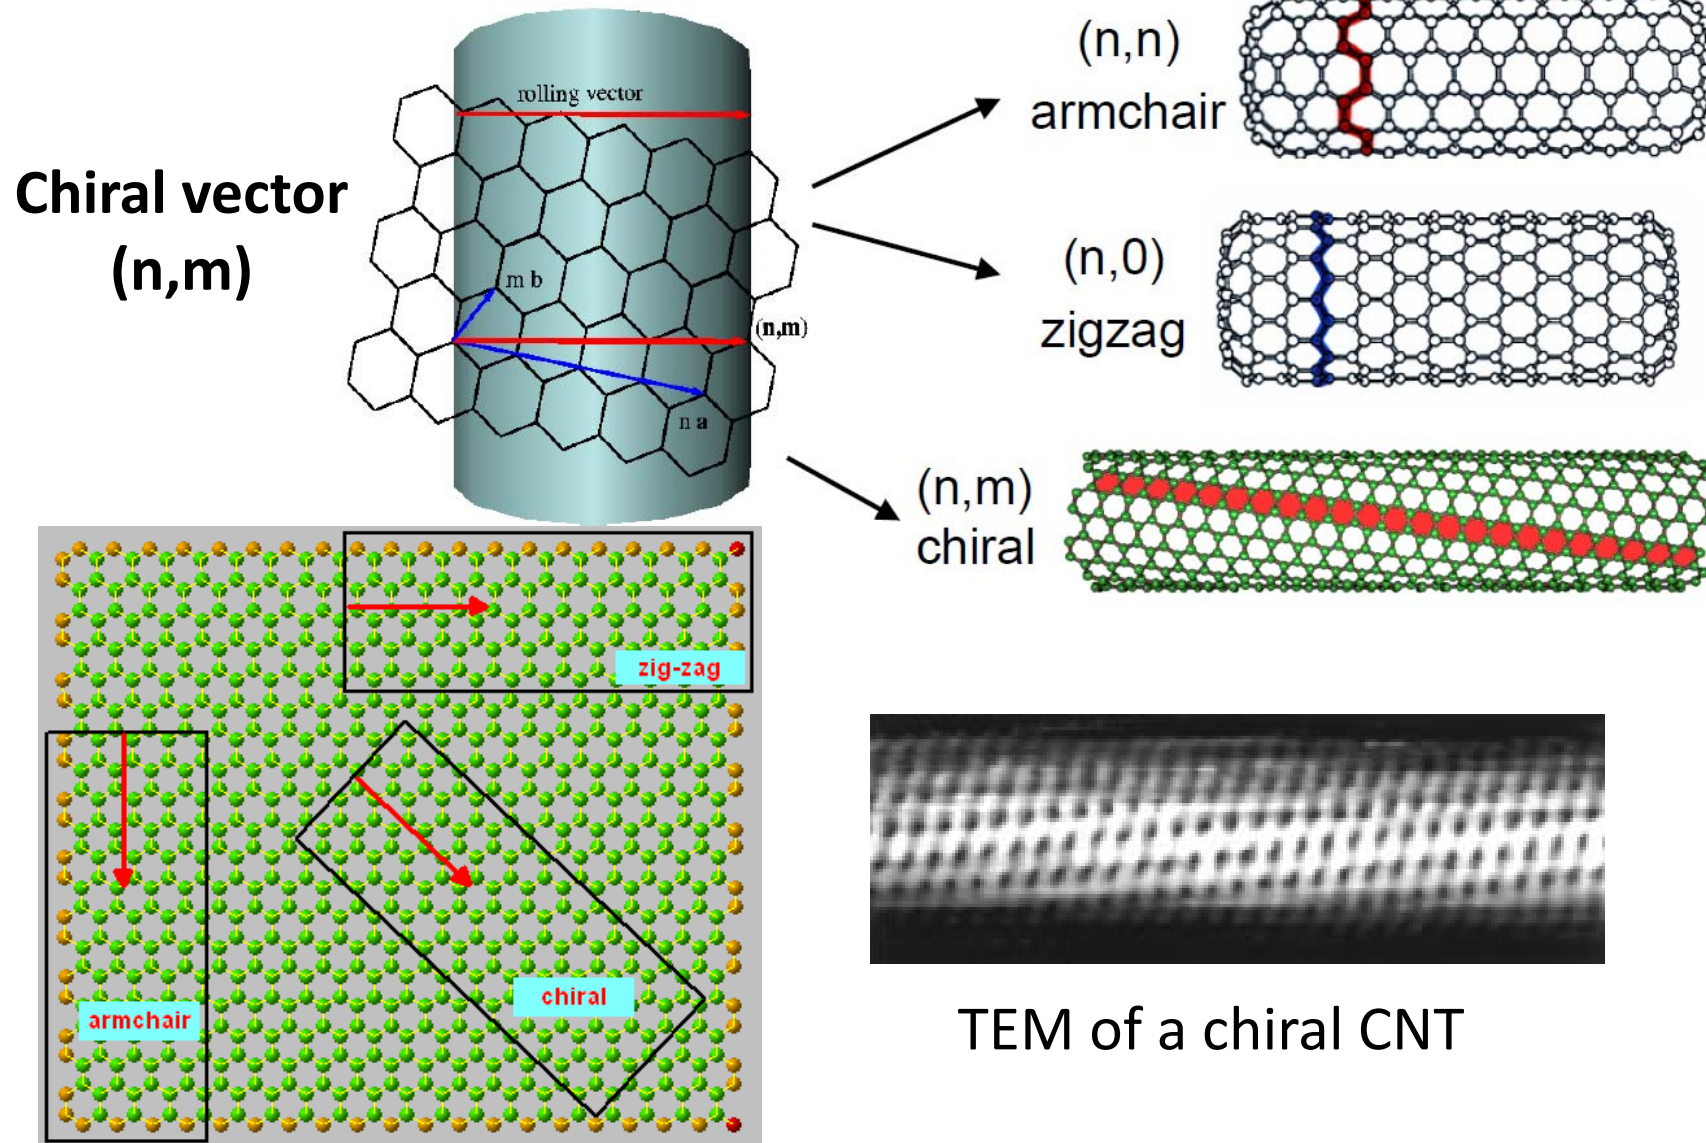 Chiral vector
(n,m)
rolling vector
m b
(n,m)
n a
(n,n)
armchair
(n,0)
zigzag
(n,m)
chiral
zig-zag
armchair
chiral
TEM of a chiral CNT